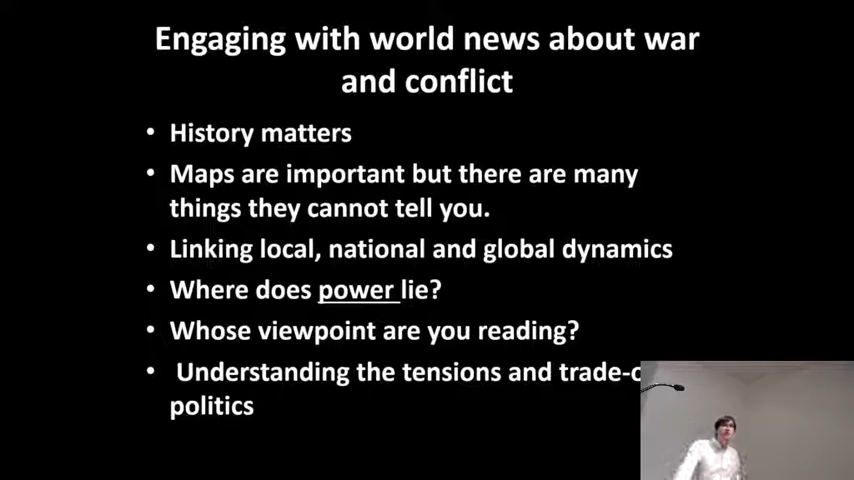 Engaging with world news about war
and conflict
• History matters
• Maps are important but there are many
things they cannot tell you.
• Linking local, national and global dynamics
• Where does power lie?
• Whose viewpoint are you reading?
• Understanding the tensions and
politics